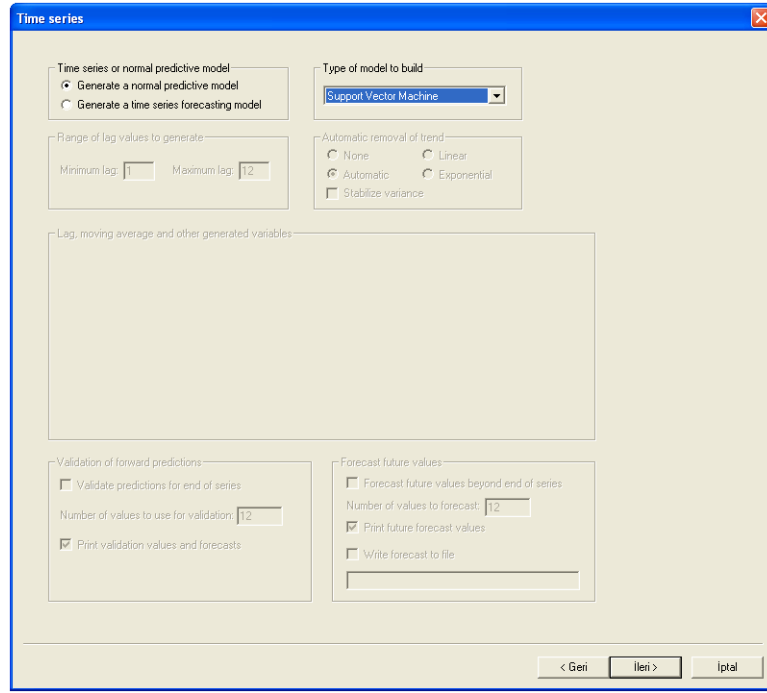 Time series
Time series or normal predictive model
Generate a normal predictive model
Generate a time series forecasting model
Type of model to build
Support Vector Machine
Range of lag values to generate
Minimum lag: 1 Maximum lag: 12
Automatic removal of trend
None Linear
Automatic Exponential
Stabilize variance
Lag, moving average and other generated variables
Validation of forward predictions
Validate predictions for end of series
Number of values to use for validation: 12
Print validation values and forecasts
Forecast future values
Forecast future values beyond end of series
Number of values to forecast: 12
Print future forecast values
Write forecast to file
< Geri İleri > İptal